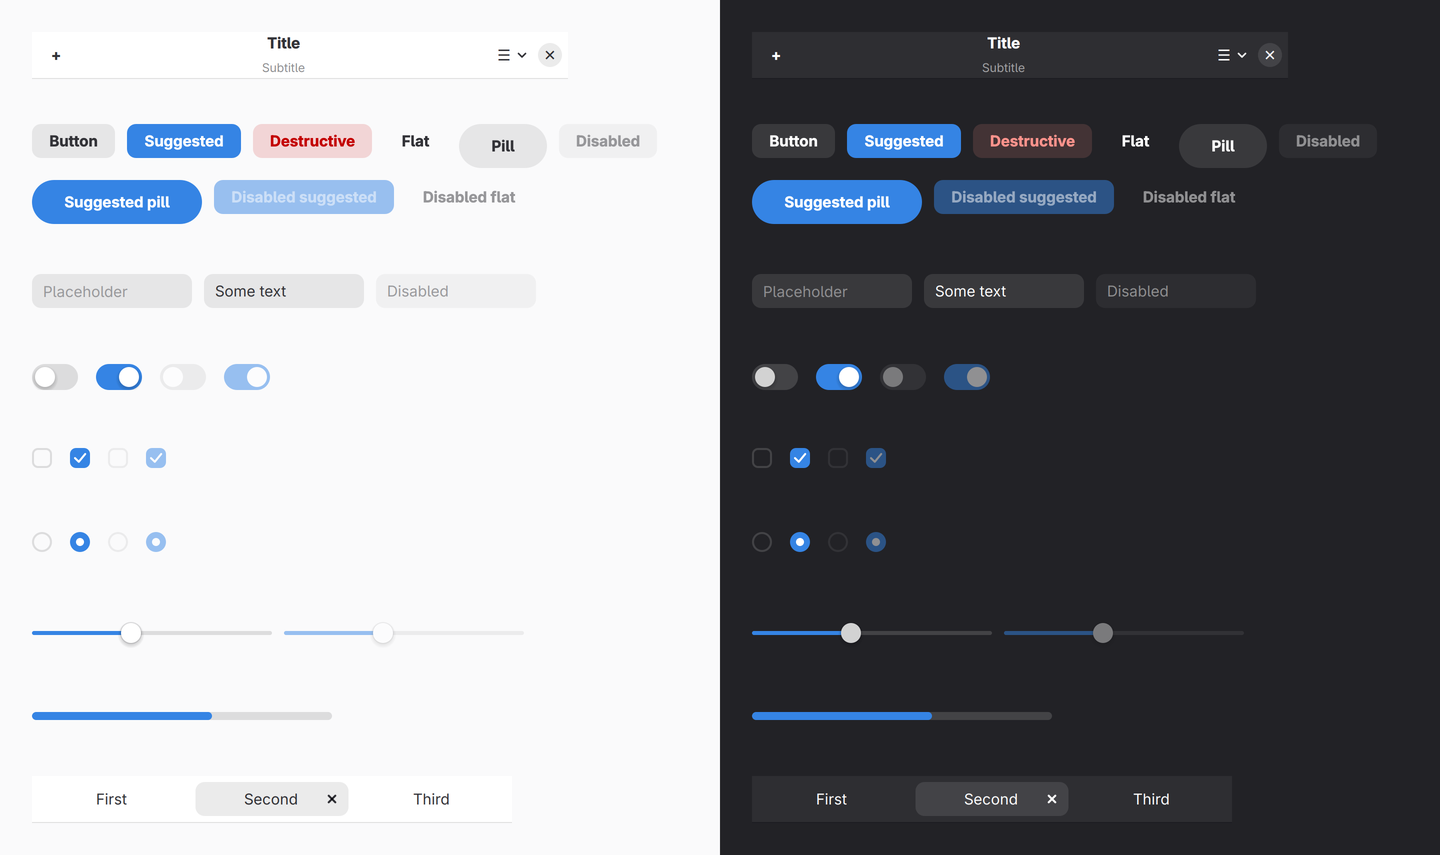 + Title
Subtitle
Button Suggested Destructive Flat Pill Disabled
Suggested pill Disabled suggested Disabled flat
Placeholder Some text Disabled
First Second × Third
+ Title
Subtitle
Button Suggested Destructive Flat Pill Disabled
Suggested pill Disabled suggested Disabled flat
Placeholder Some text Disabled
First Second × Third